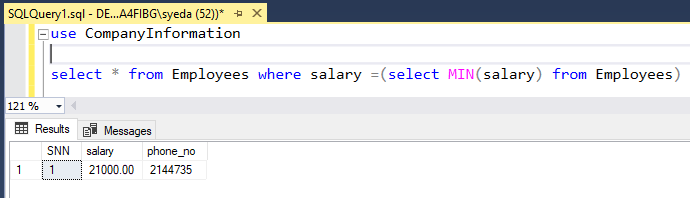 SQLQuery1.sql - DE...A4FIBG\syeda (52))*
use CompanyInformation
select * from Employees where salary =(select MIN(salary) from Employees)
121 %
Results Messages
SNN salary phone_no
1 1 21000.00 2144735